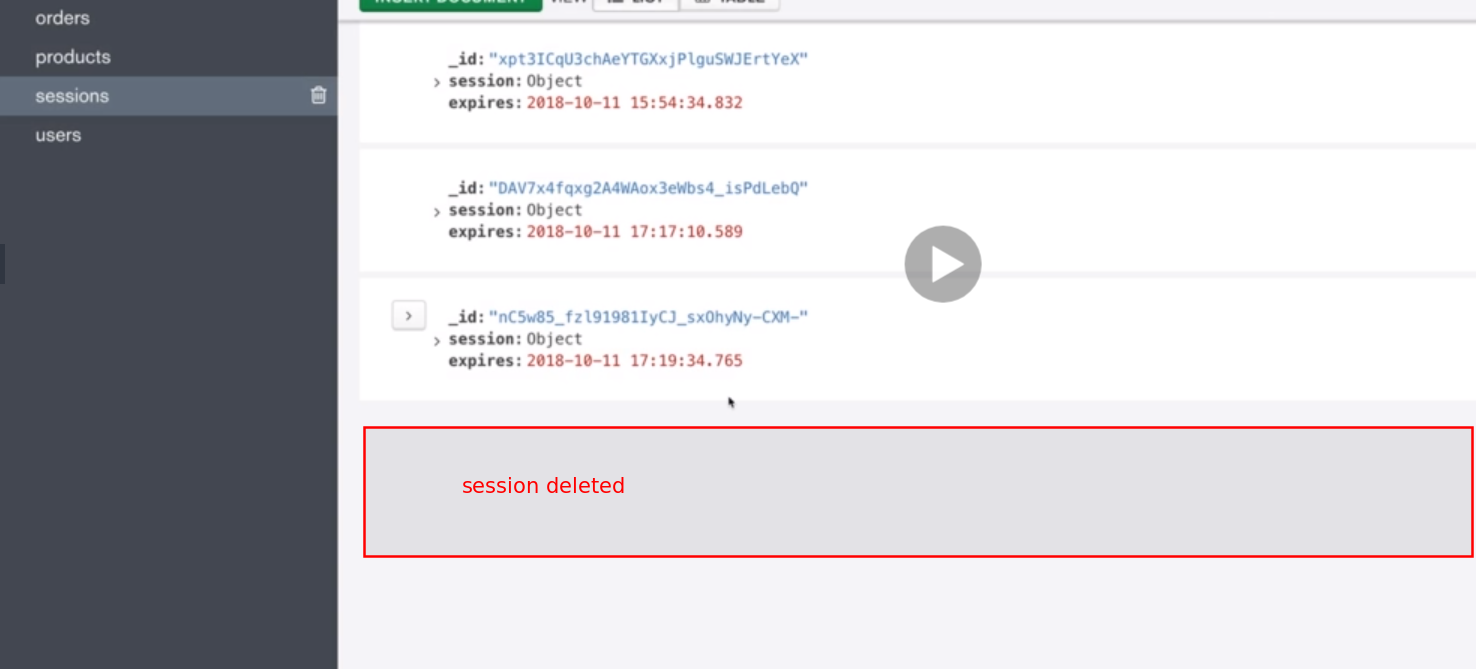 orders
products
sessions
users
INSERT DOCUMENT VIEW LIST TABLE
_id: "xpt3ICqU3chAeYTGXxjPlguSWJErtYeX"
session: Object
expires: 2018-10-11 15:54:34.832
_id: "DAV7x4fqxg2A4WAox3eWbs4_isPdLebQ"
session: Object
expires: 2018-10-11 17:17:10.589
_id: "nC5w85_fzl91981IyCJ_sxOhyNy-CXM-"
session: Object
expires: 2018-10-11 17:19:34.765
session deleted